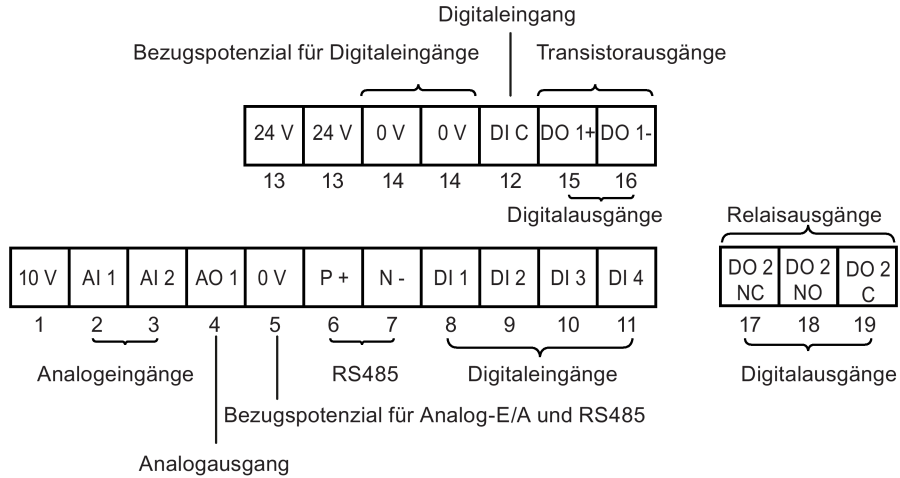 Digitaleingang
Bezugspotenzial für Digitaleingänge Transistorausgänge
24 V 24 V 0 V 0 V DI C DO 1+ DO 1-
13 13 14 14 12 15 16
Digitalausgänge
Relaisausgänge
10 V AI 1 AI 2 AO 1 0 V P + N - DI 1 DI 2 DI 3 DI 4
DO 2 NC DO 2 NO DO 2 C
1 2 3 4 5 6 7 8 9 10 11 17 18 19
Analogeingänge RS485 Digitaleingänge Digitalausgänge
Bezugspotenzial für Analog-E/A und RS485
Analogausgang